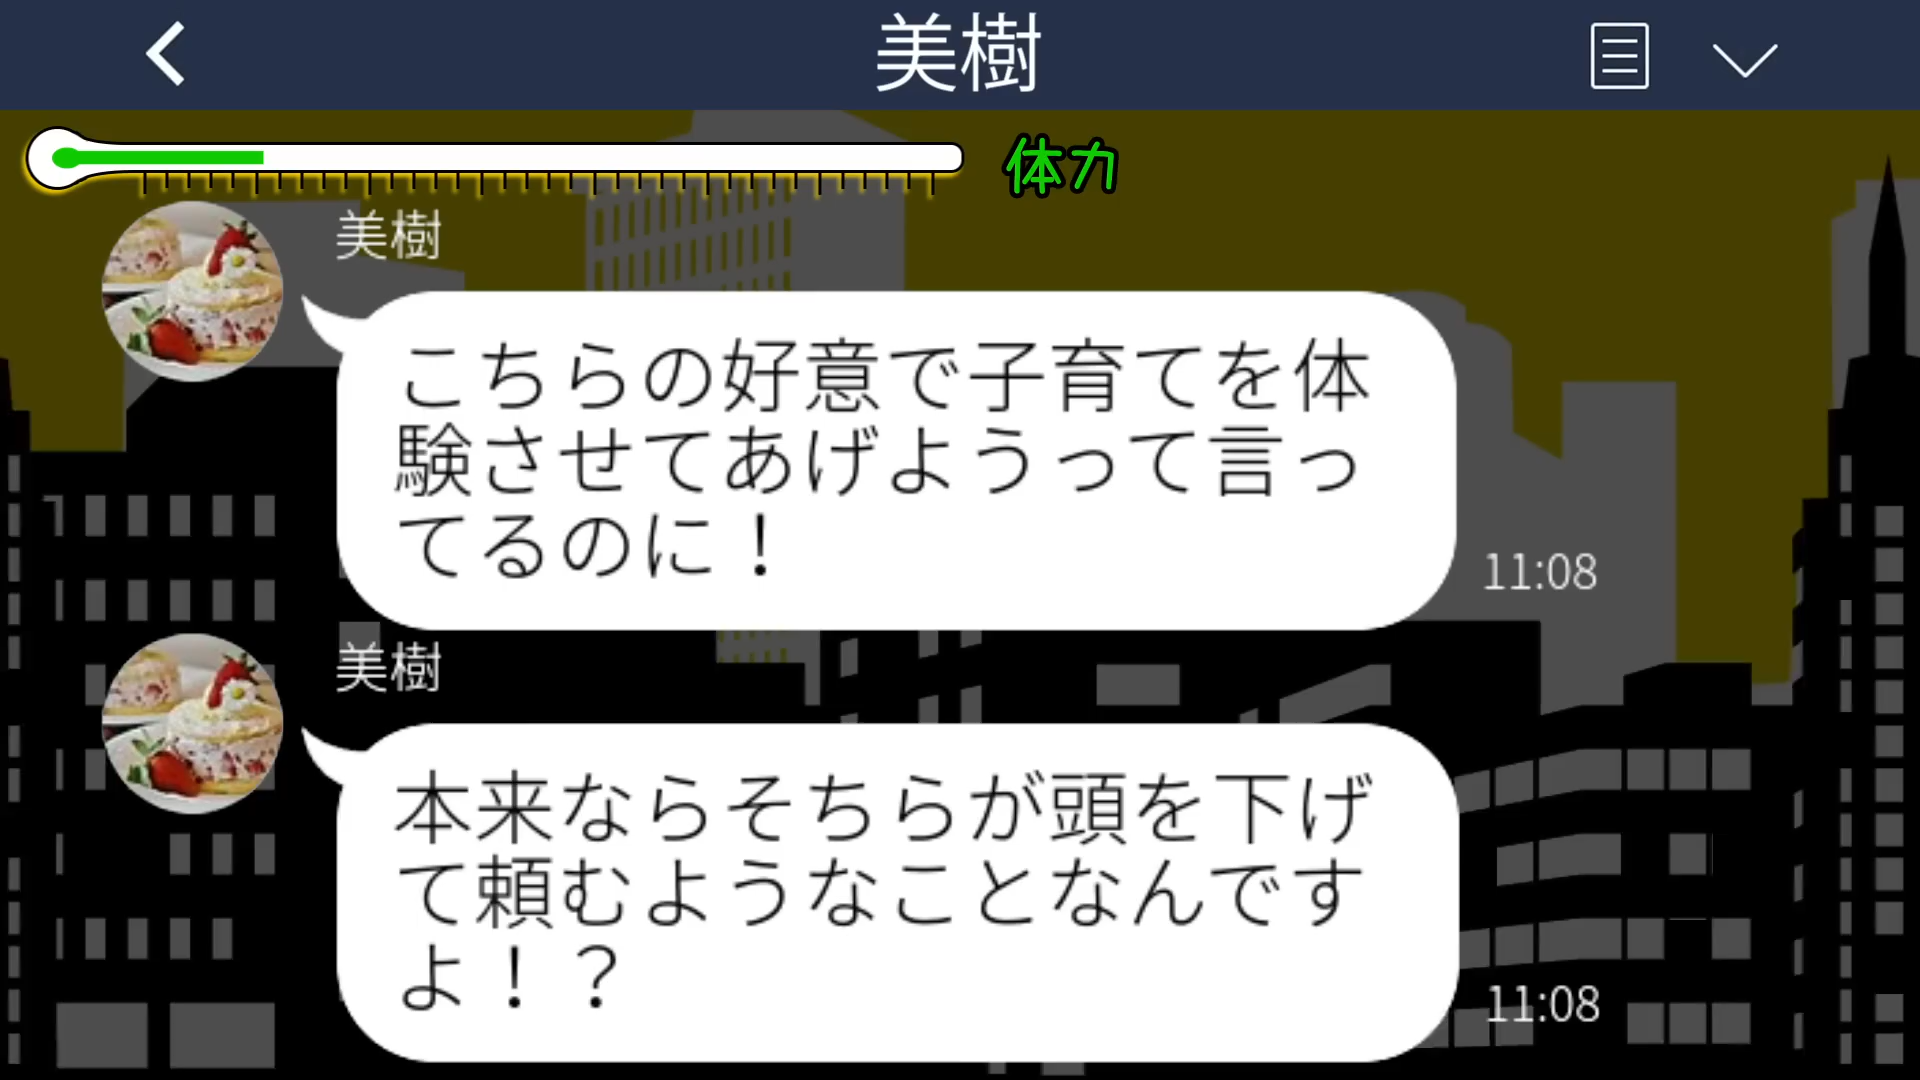 美樹
体力
美樹
こちらの好意で子育てを体
験させてあげようって言っ
てるのに！
11:08
美樹
本来ならそちらが頭を下げ
て頼むようなことなんです
よ！？
11:08